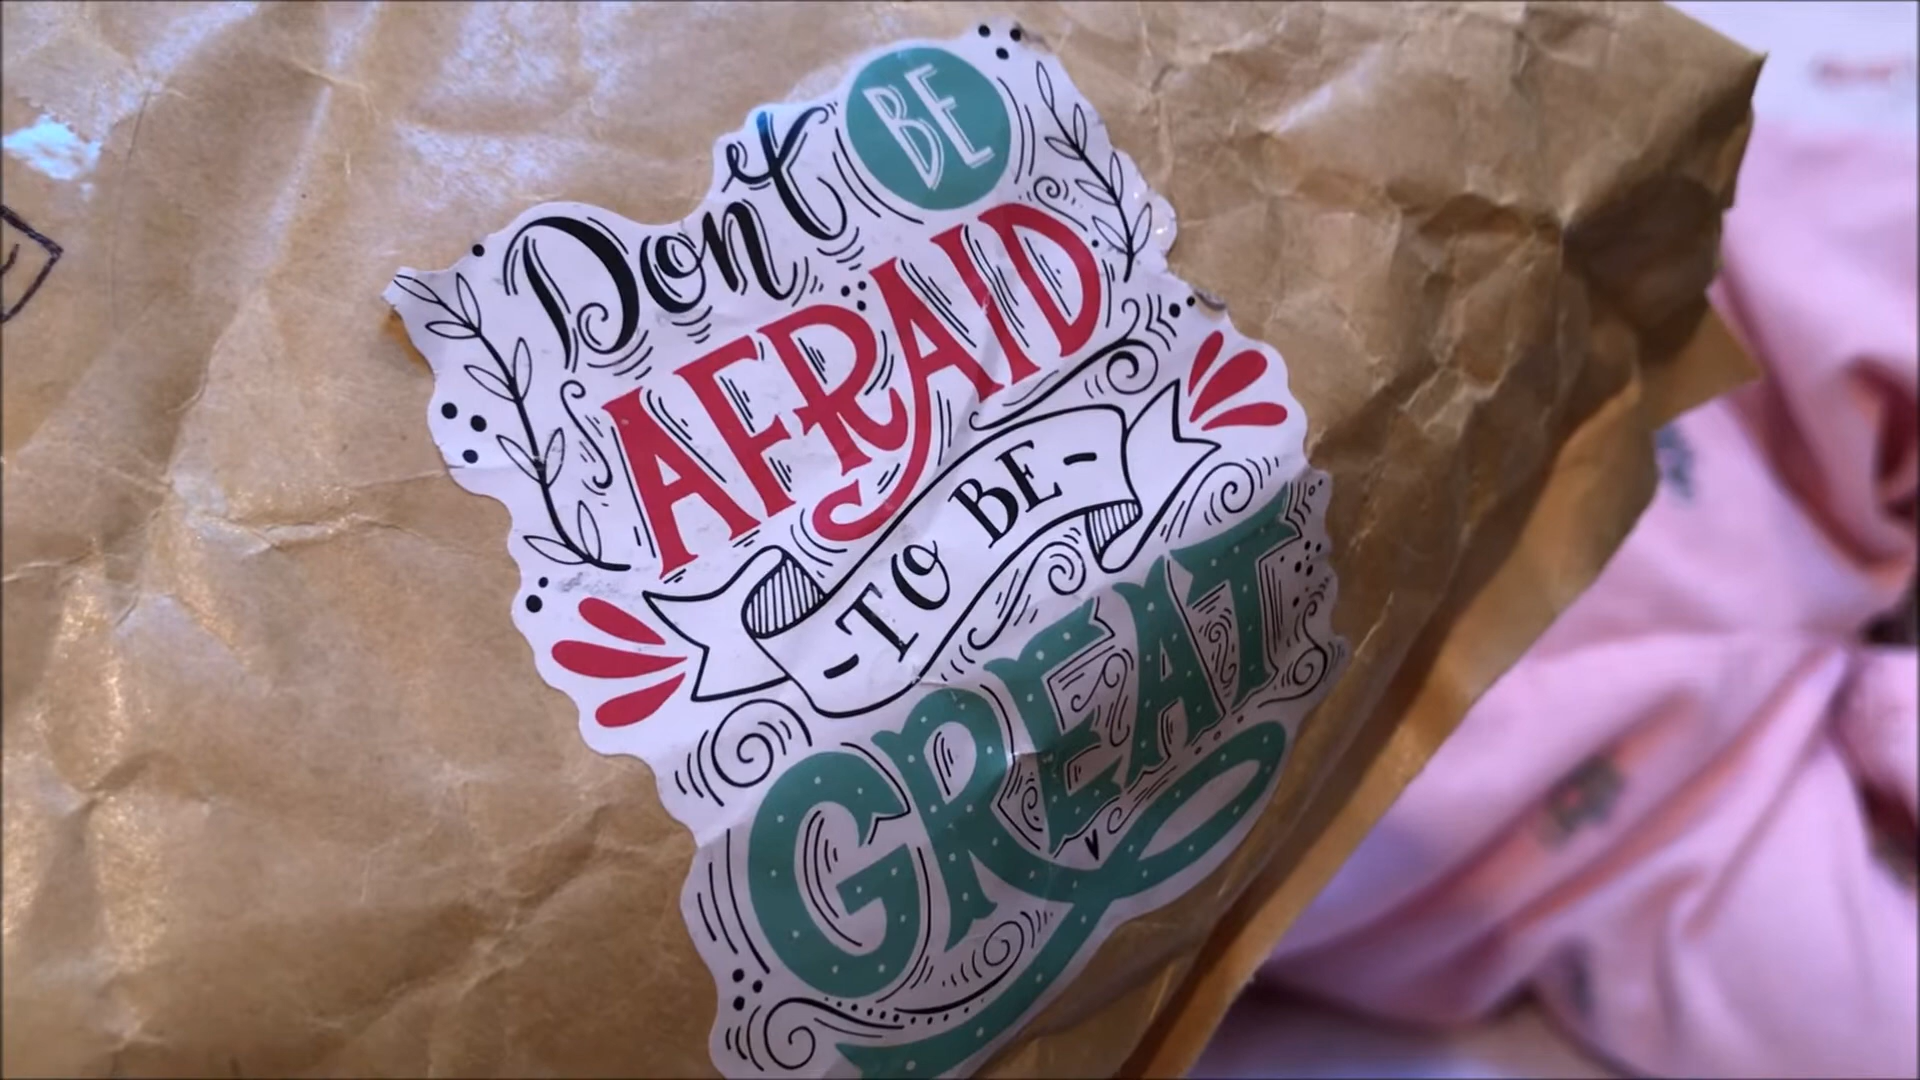 Don't BE
AFRAID
- TO BE -
GREAT